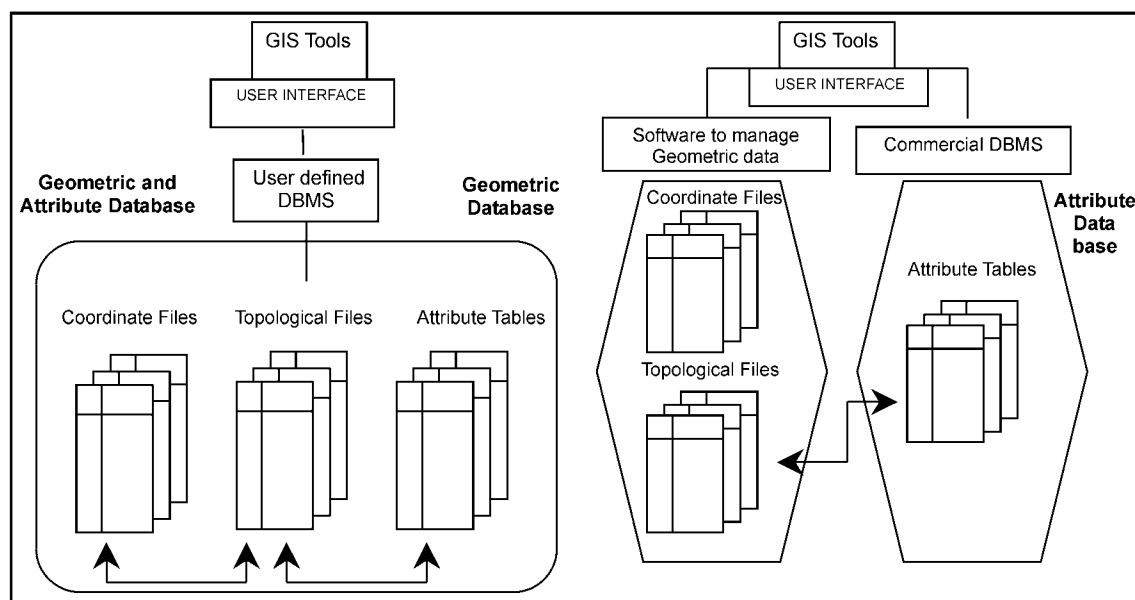 GIS Tools
USER INTERFACE
User defined
DBMS
Geometric and
Attribute Database
Coordinate Files
Topological Files
Attribute Tables
GIS Tools
USER INTERFACE
Software to manage
Geometric data
Commercial DBMS
Geometric
Database
Coordinate Files
Topological Files
Attribute
Data
base
Attribute Tables